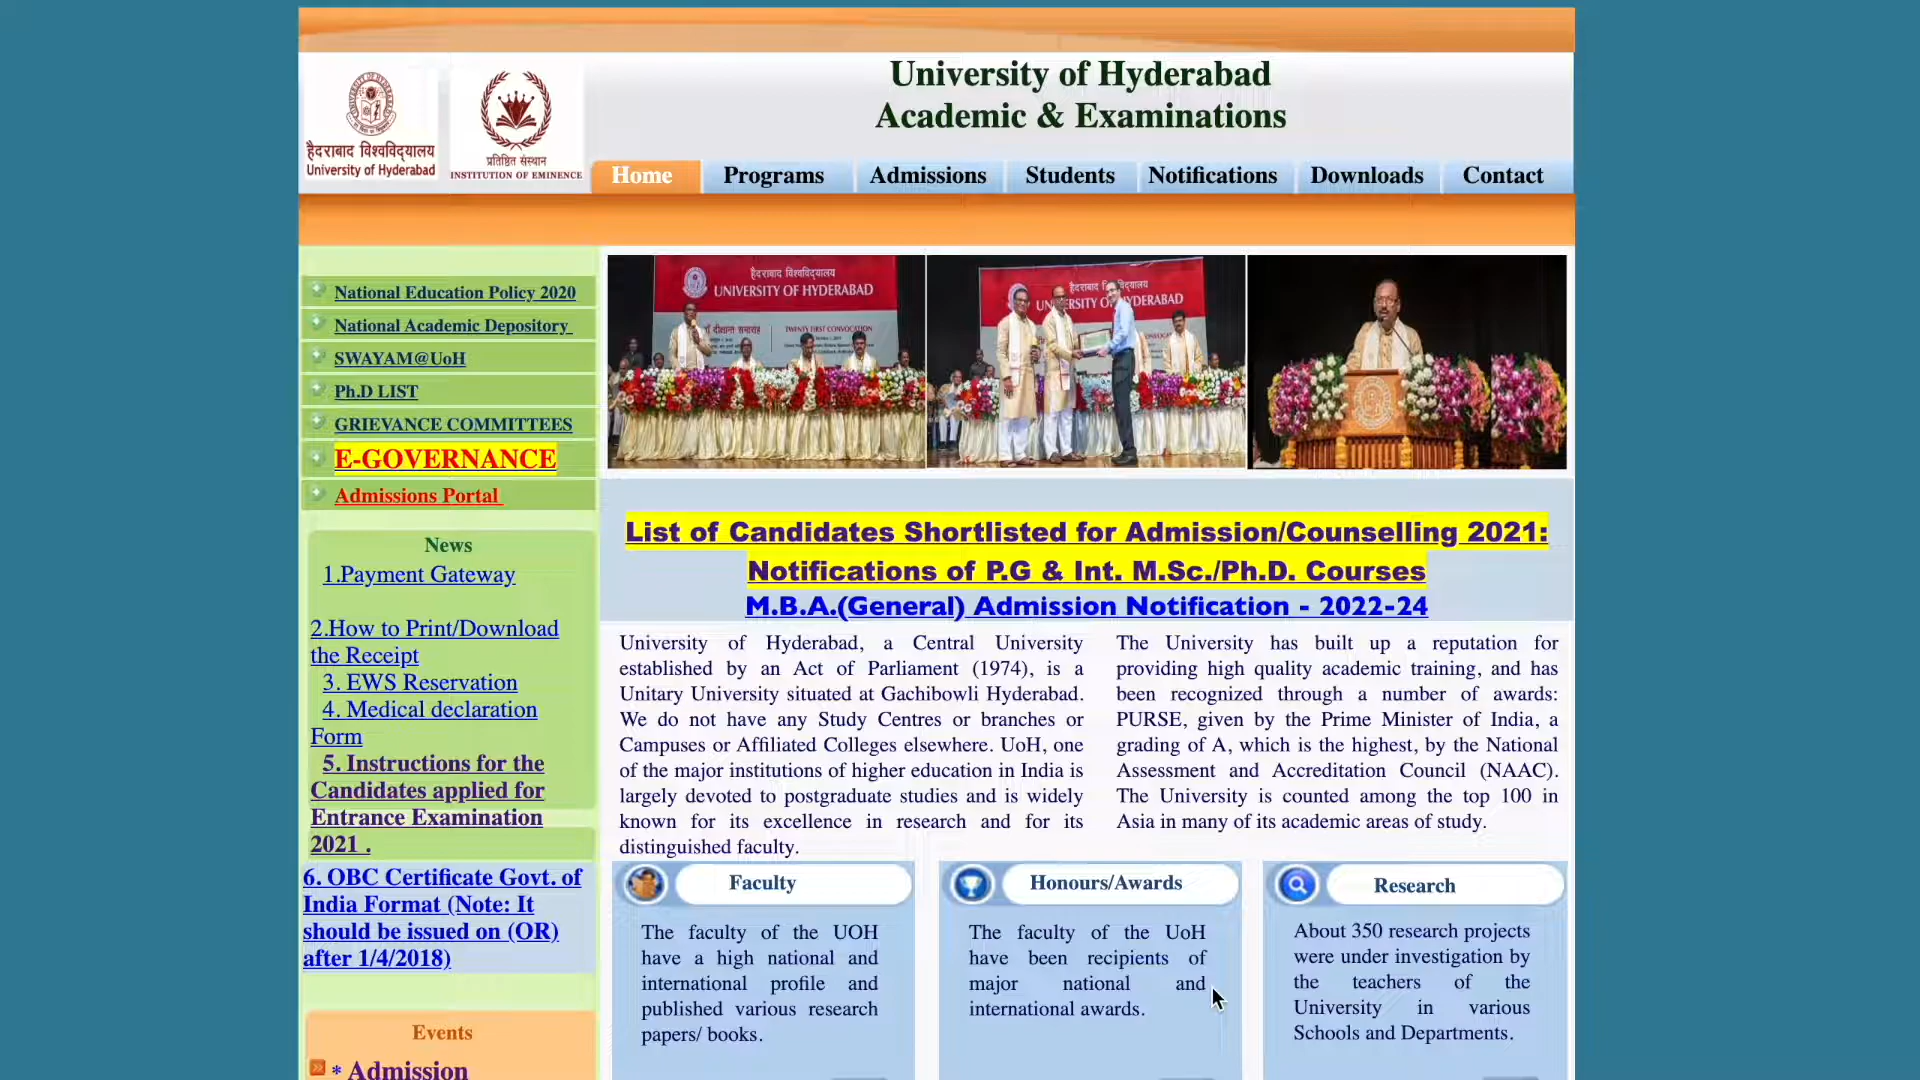 University of Hyderabad
Academic & Examinations
हैदराबाद विश्वविद्यालय
University of Hyderabad
प्रतिष्ठित संस्थान
INSTITUTION OF EMINENCE
Home
Programs
Admissions
Students
Notifications
Downloads
Contact
National Education Policy 2020
National Academic Depository
SWAYAM@UoH
Ph.D LIST
GRIEVANCE COMMITTEES
E-GOVERNANCE
Admissions Portal
News
1.Payment Gateway
2.How to Print/Download
the Receipt
3. EWS Reservation
4. Medical declaration
Form
5. Instructions for the
Candidates applied for
Entrance Examination
2021 .
6. OBC Certificate Govt. of
India Format (Note: It
should be issued on (OR)
after 1/4/2018)
Events
* Admission
हैदराबाद विश्वविद्यालय
UNIVERSITY OF HYDERABAD
TWENTY FIRST CONVOCATION
List of Candidates Shortlisted for Admission/Counselling 2021:
Notifications of P.G & Int. M.Sc./Ph.D. Courses
M.B.A.(General) Admission Notification - 2022-24
University of Hyderabad, a Central University
established by an Act of Parliament (1974), is a
Unitary University situated at Gachibowli Hyderabad.
We do not have any Study Centres or branches or
Campuses or Affiliated Colleges elsewhere. UoH, one
of the major institutions of higher education in India is
largely devoted to postgraduate studies and is widely
known for its excellence in research and for its
distinguished faculty.
The University has built up a reputation for
providing high quality academic training, and has
been recognized through a number of awards:
PURSE, given by the Prime Minister of India, a
grading of A, which is the highest, by the National
Assessment and Accreditation Council (NAAC).
The University is counted among the top 100 in
Asia in many of its academic areas of study.
Faculty
The faculty of the UOH
have a high national and
international profile and
published various research
papers/ books.
Honours/Awards
The faculty of the UoH
have been recipients of
major national and
international awards.
Research
About 350 research projects
were under investigation by
the teachers of the
University in various
Schools and Departments.